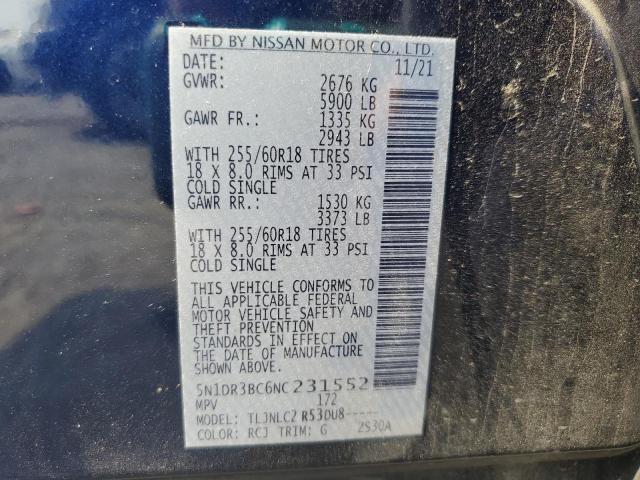 MFD BY NISSAN MOTOR CO., LTD.
DATE: 11/21
GVWR: 2676 KG
5900 LB
GAWR FR.: 1335 KG
2943 LB
WITH 255/60R18 TIRES
18 X 8.0 RIMS AT 33 PSI
COLD SINGLE
GAWR RR.: 1530 KG
3373 LB
WITH 255/60R18 TIRES
18 X 8.0 RIMS AT 33 PSI
COLD SINGLE
THIS VEHICLE CONFORMS TO
ALL APPLICABLE FEDERAL
MOTOR VEHICLE SAFETY AND
THEFT PREVENTION
STANDARDS IN EFFECT ON
THE DATE OF MANUFACTURE
SHOWN ABOVE.
5N1DR3BC6NC231552
MPV 172
MODEL: TLJNLC2 R53DU8-----
COLOR: RCJ TRIM: G 2S30A